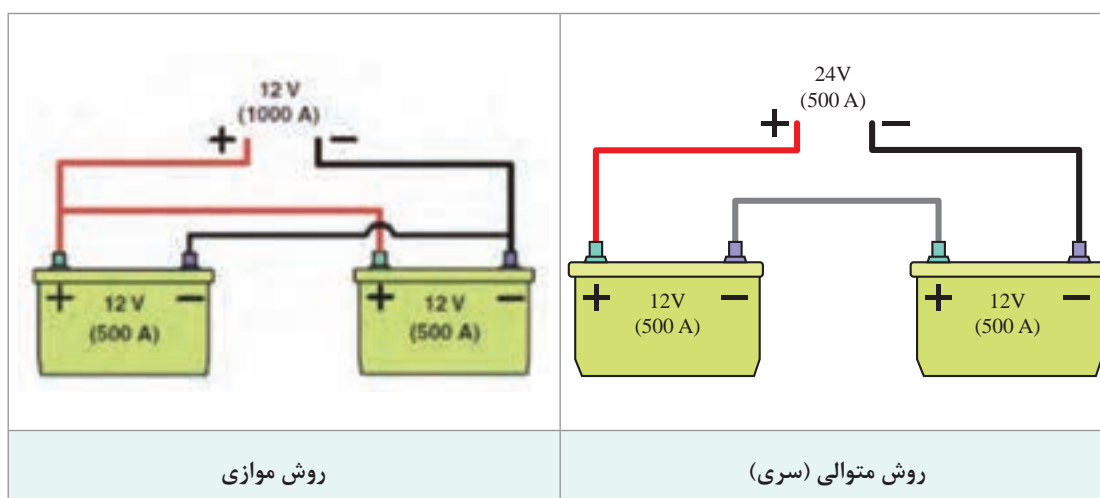 24V
(500 A)
+ −
+ 12V −
(500 A)
+ 12V −
(500 A)
روش متوالی (سری)
12 V
(1000 A)
+ −
+ 12 V −
(500 A)
+ 12 V −
(500 A)
روش موازی